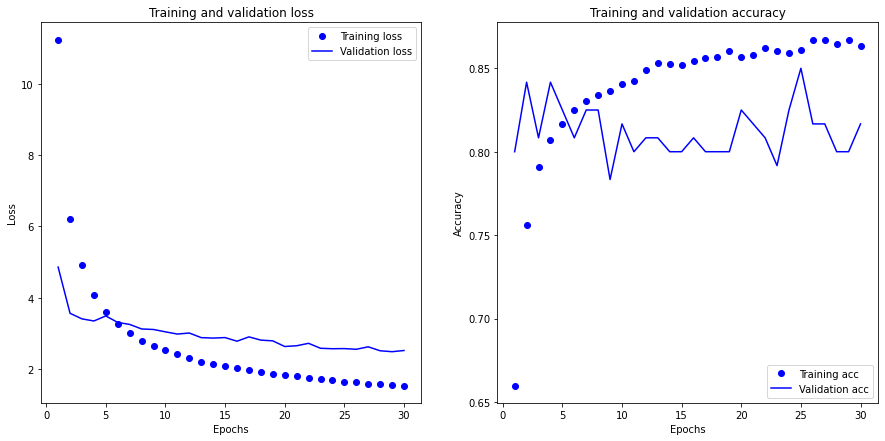 Training and validation loss
Training loss
Validation loss
10
8
6
4
2
Loss
0
5
10
15
20
25
30
Epochs
Training and validation accuracy
0.85
0.80
0.75
0.70
0.65
Accuracy
Training acc
Validation acc
0
5
10
15
20
25
30
Epochs